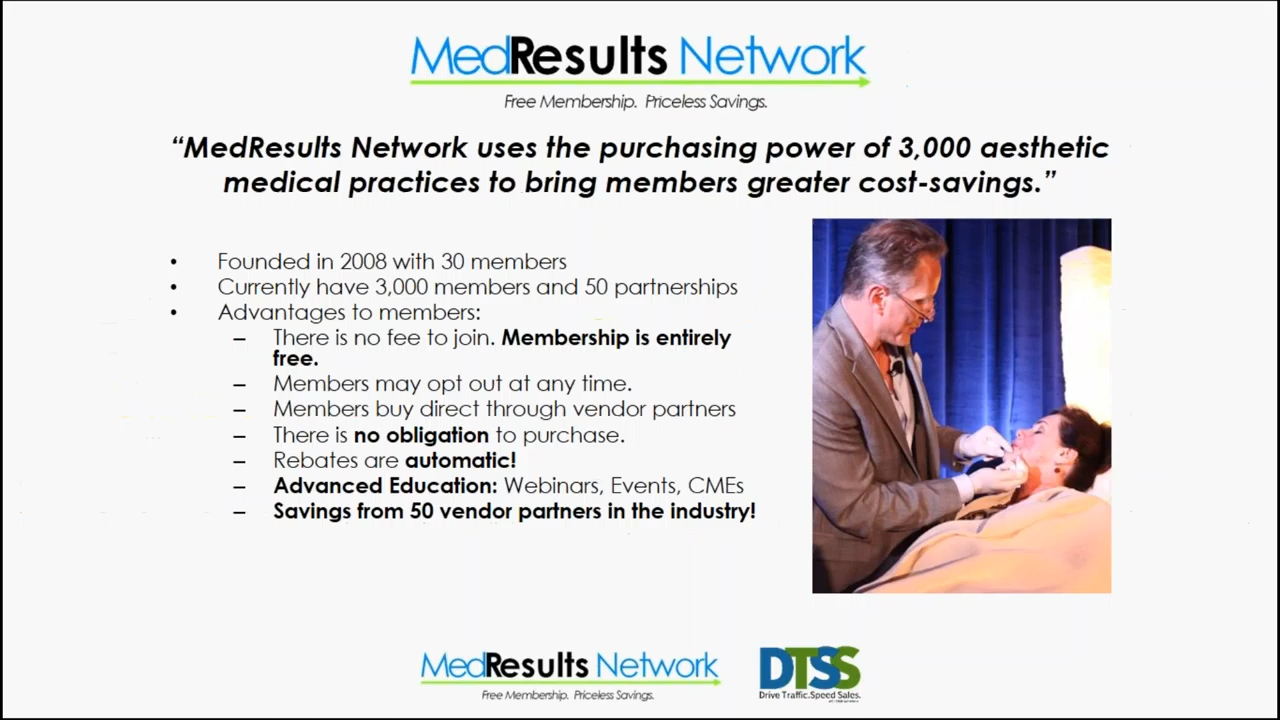 MedResults Network
Free Membership. Priceless Savings.
“MedResults Network uses the purchasing power of 3,000 aesthetic
medical practices to bring members greater cost-savings.”
• Founded in 2008 with 30 members
• Currently have 3,000 members and 50 partnerships
• Advantages to members:
– There is no fee to join. Membership is entirely
free.
– Members may opt out at any time.
– Members buy direct through vendor partners
– There is no obligation to purchase.
– Rebates are automatic!
– Advanced Education: Webinars, Events, CMEs
– Savings from 50 vendor partners in the industry!
MedResults Network
Free Membership. Priceless Savings.
DTSS
Drive Traffic.Speed Sales.